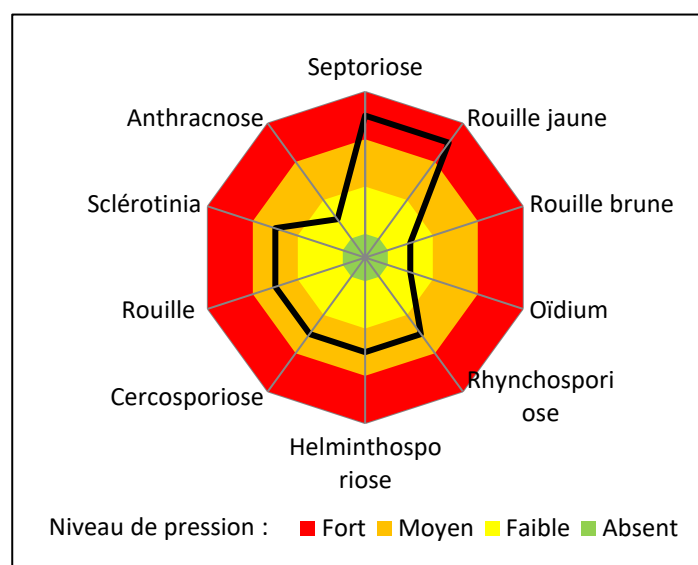 Septoriose
Anthracnose
Rouille jaune
Sclérotinia
Rouille brune
Rouille
Oïdium
Cercosporiose
Rhynchospori
ose
Helminthospo
riose
Niveau de pression : Fort Moyen Faible Absent